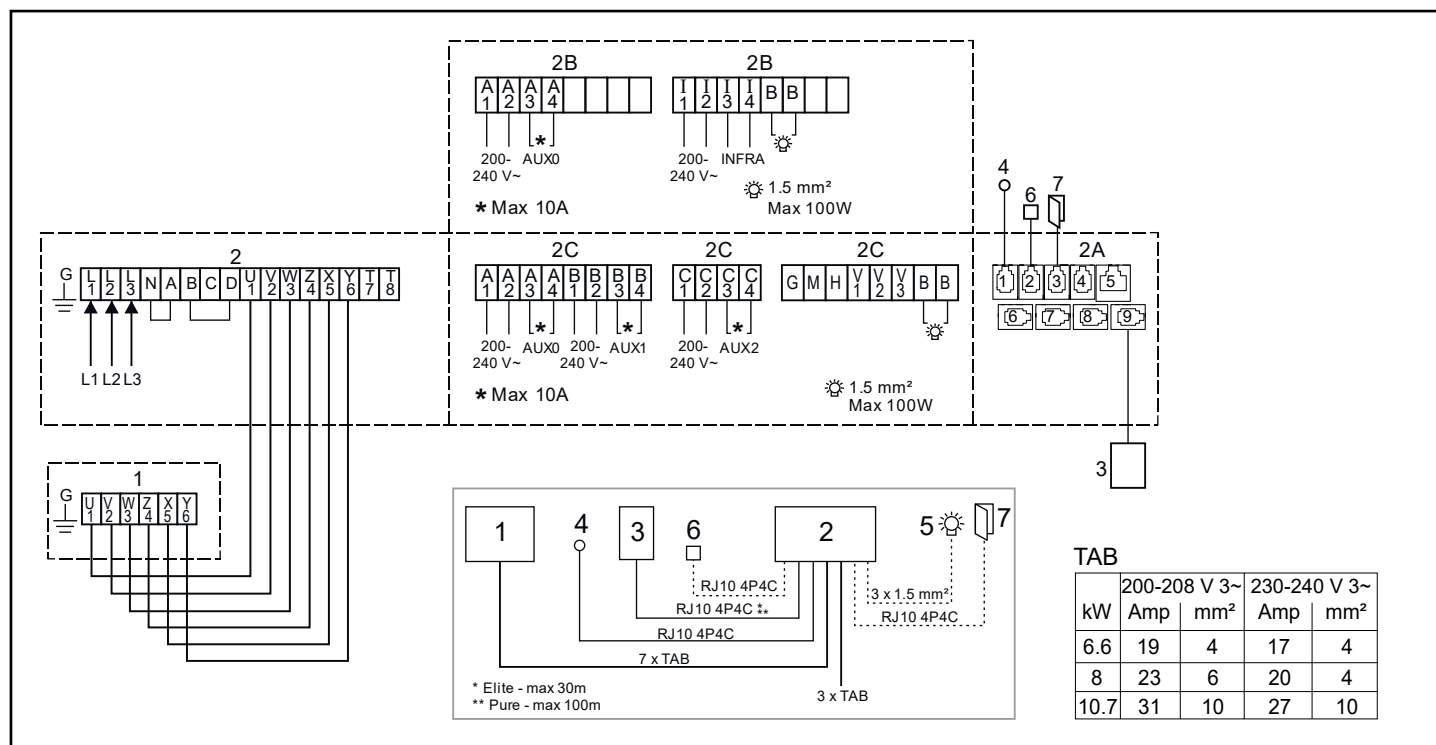 2B
A1 A2 A3 A4
200-240 V~ AUX0
* Max 10A
2B
I1 I2 I3 I4 B B
200-240 V~ INFRA
1.5 mm²
Max 100W
2
G L1 L2 L3 N A B C D U1 V2 W3 Z4 X5 Y6 T7 T8
L1 L2 L3
2C
A1 A2 A3 A4 B1 B2 B3 B4
200-240 V~ AUX0 200-240 V~ AUX1
* Max 10A
2C
C1 C2 C3 C4
200-240 V~ AUX2
2C
G M H V1 V2 V3 B B
1.5 mm²
Max 100W
4
6
7
2A
1 2 3 4 5
6 7 8 9
3
1
G U1 V2 W3 Z4 X5 Y6
1 4 3 6 2 5 7
RJ10 4P4C
3 x 1.5 mm²
RJ10 4P4C * **
RJ10 4P4C
RJ10 4P4C
7 x TAB
3 x TAB
* Elite - max 30m
** Pure - max 100m
TAB
200-208 V 3~ 230-240 V 3~
kW Amp mm² Amp mm²
6.6 19 4 17 4
8 23 6 20 4
10.7 31 10 27 10